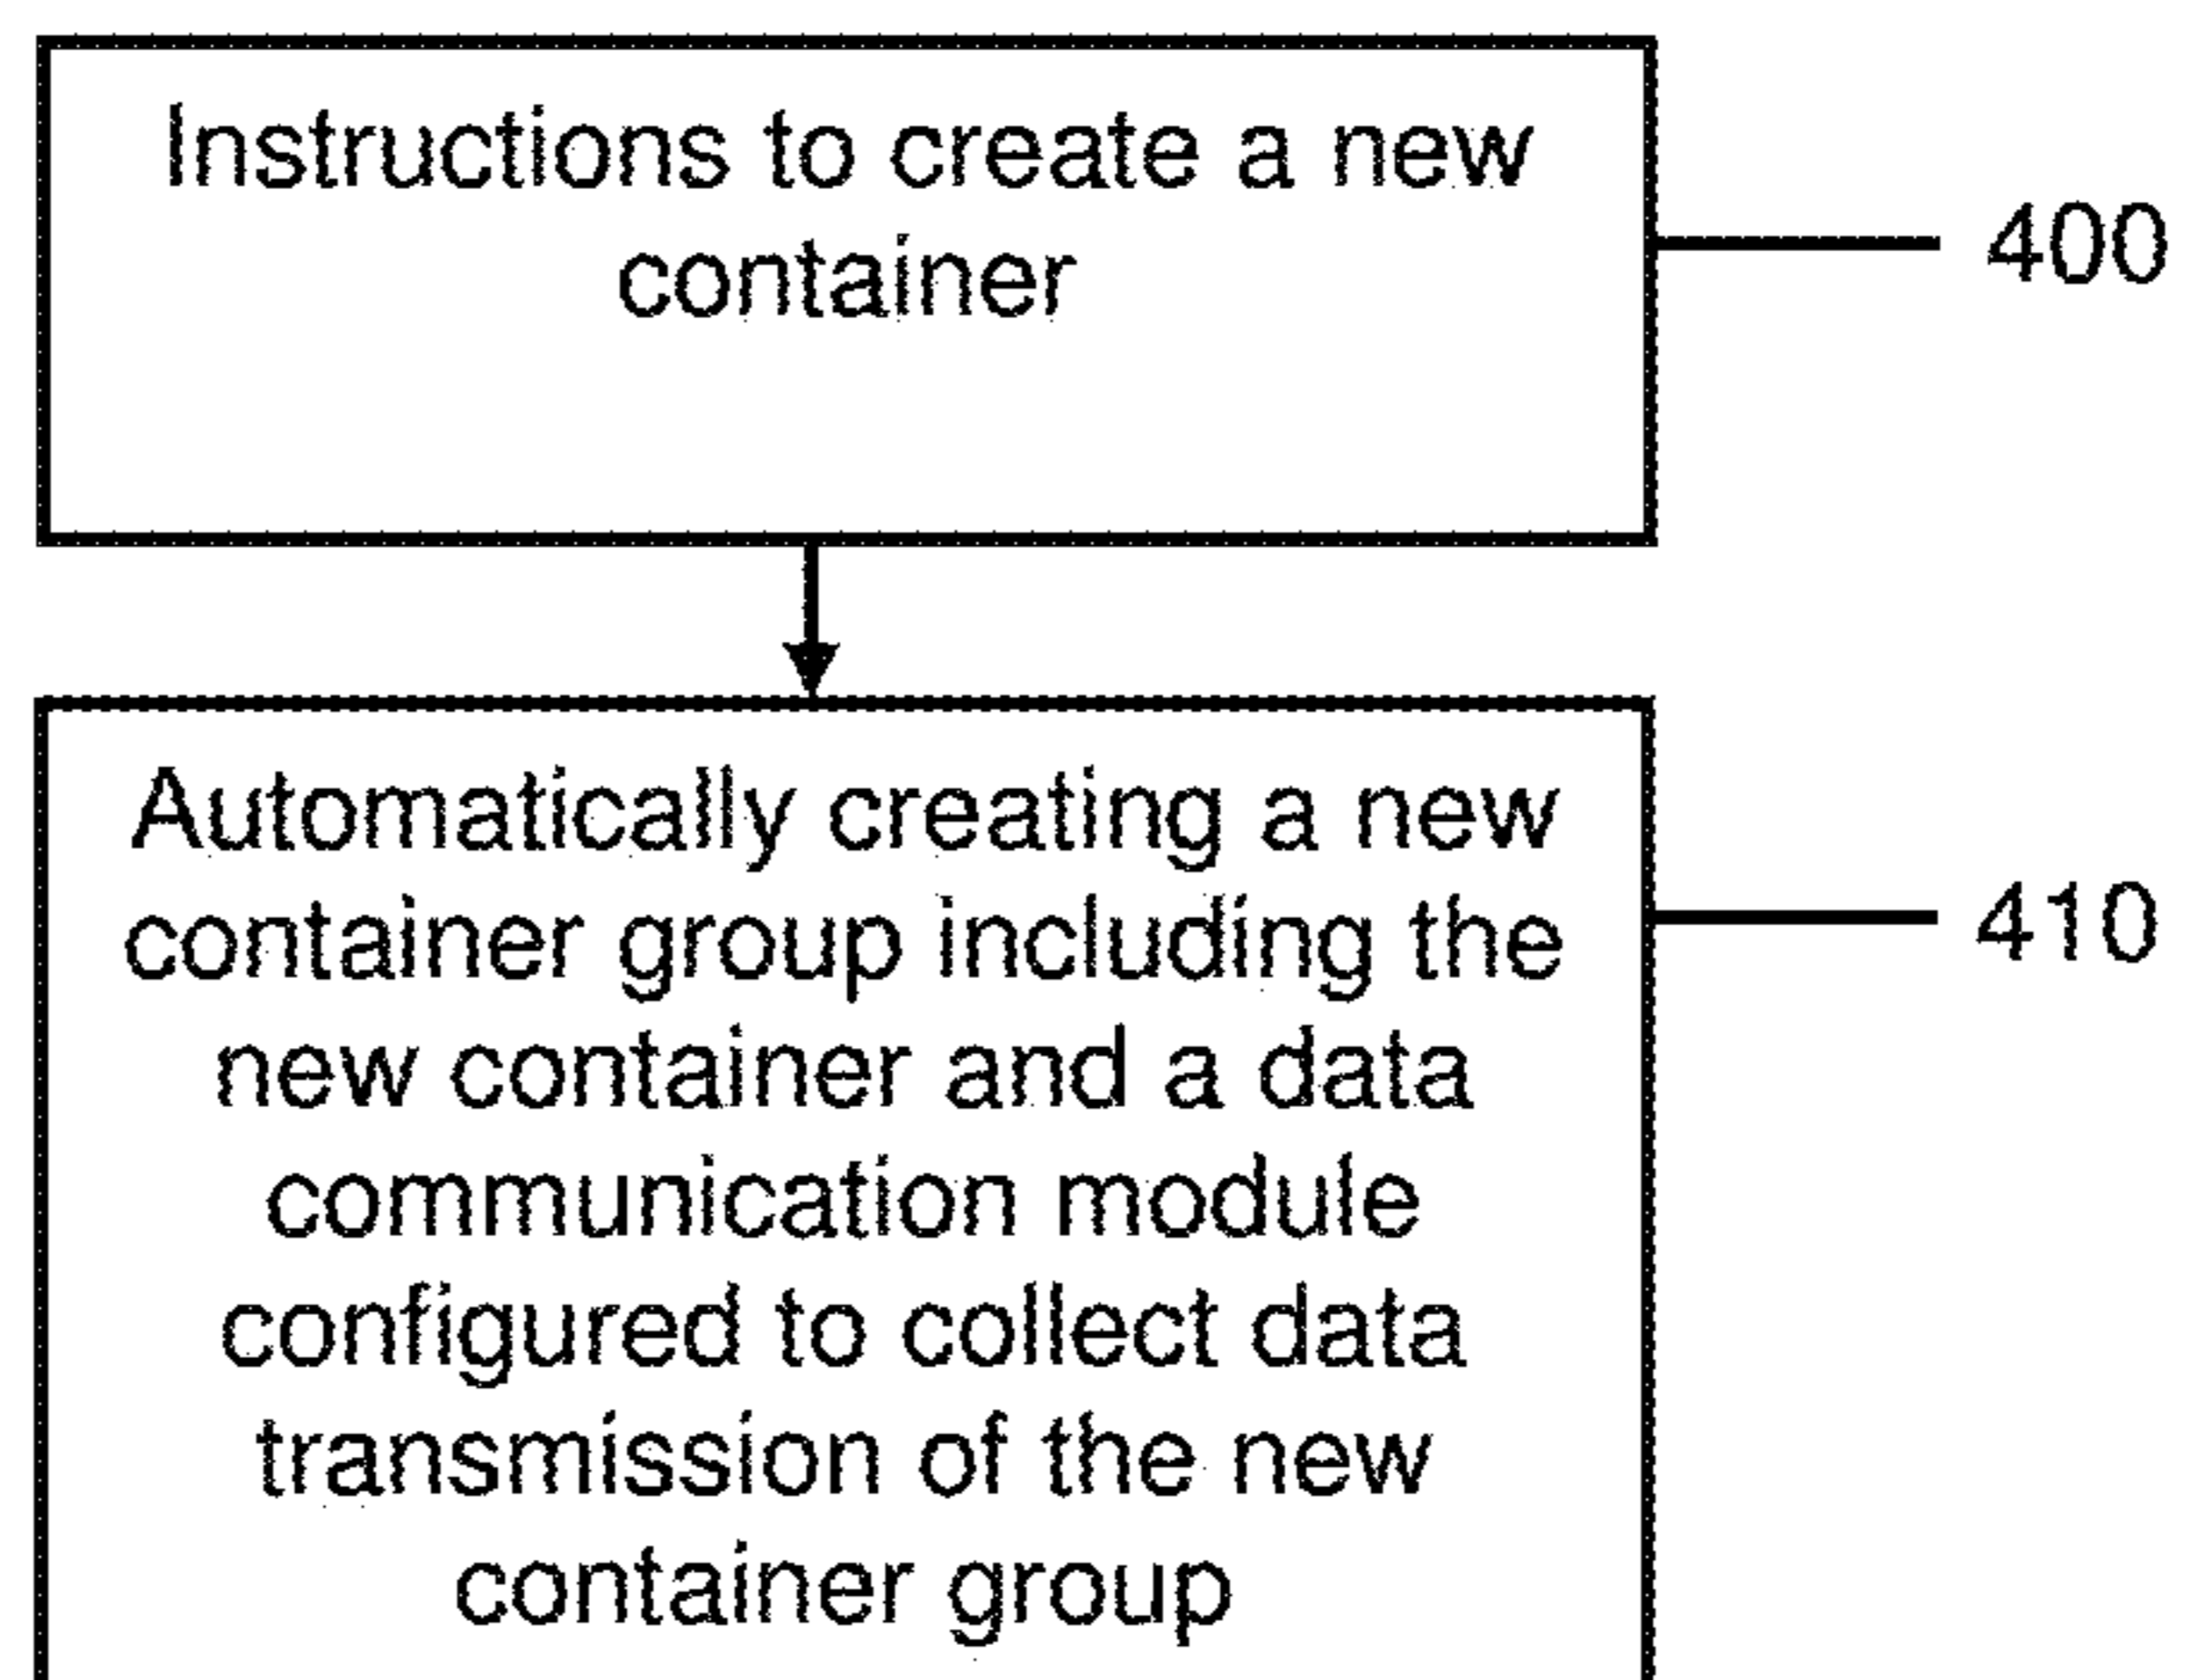 Instructions to create a new
container
400
Automatically creating a new
container group including the
new container and a data
communication module
configured to collect data
transmission of the new
container group
410